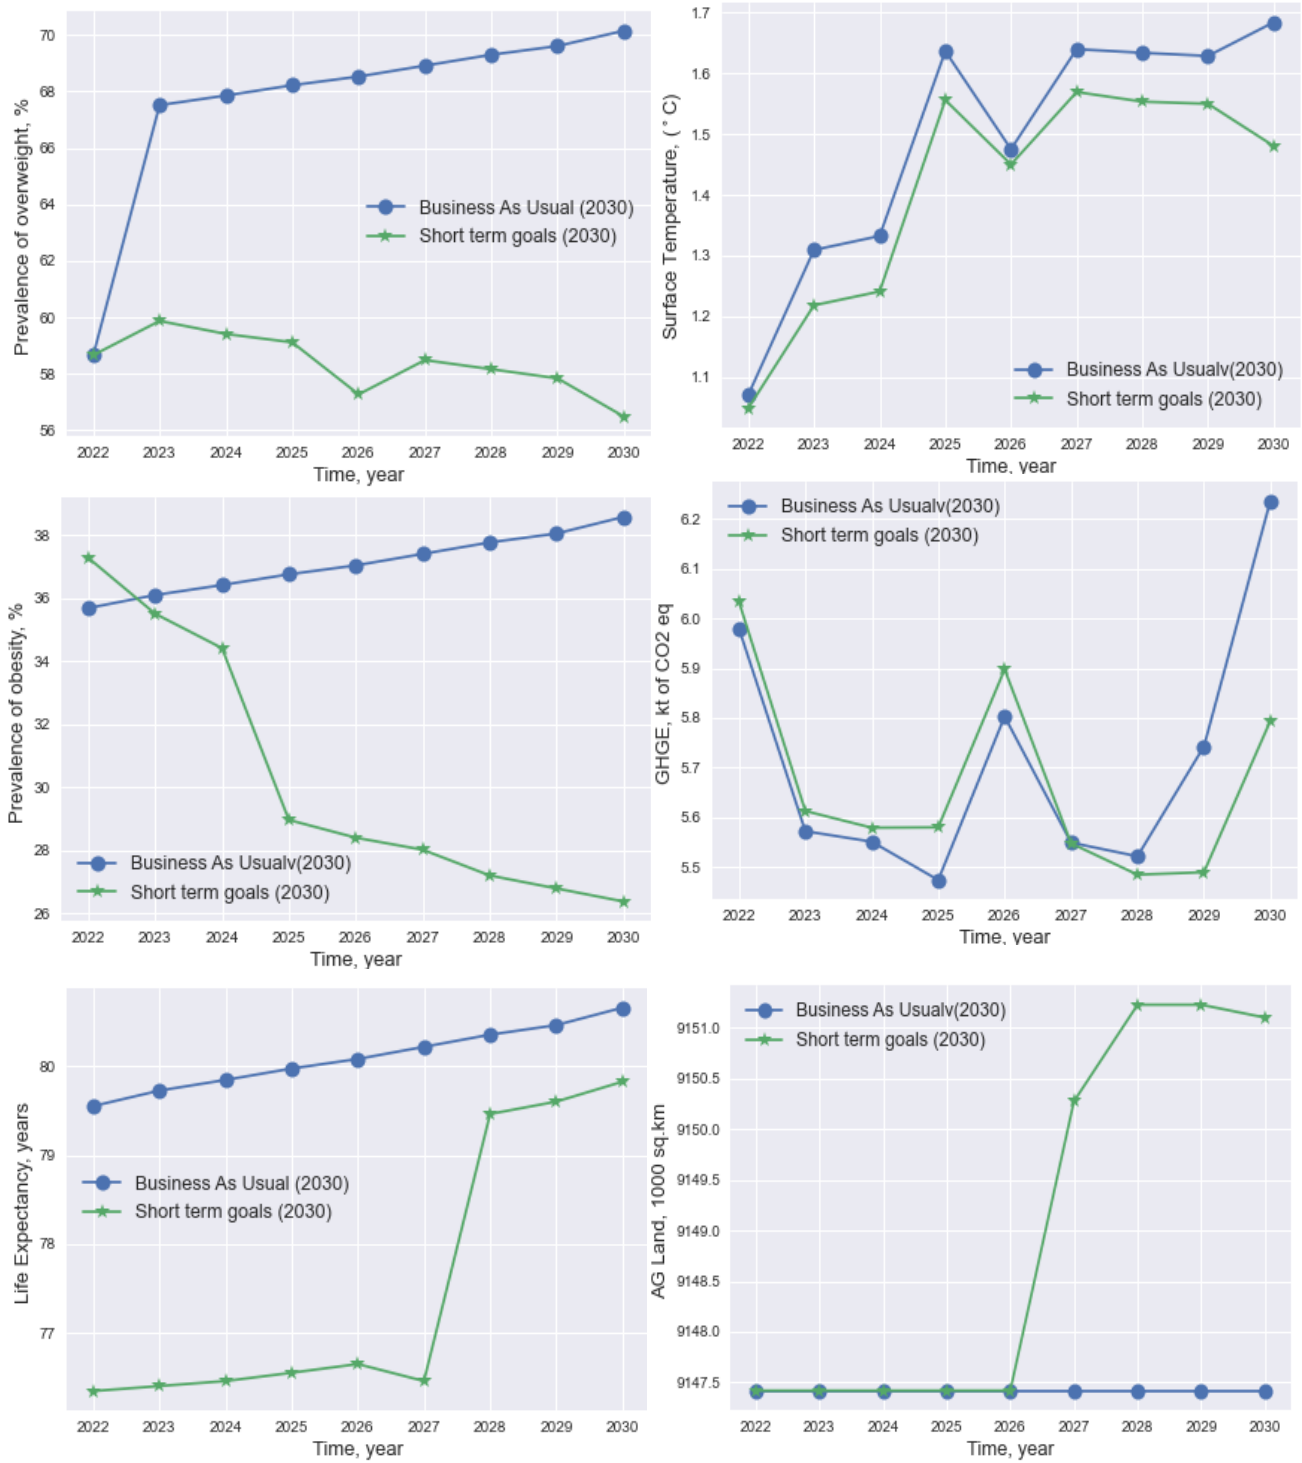 Prevalence of overweight, %
70
68
66
64
62
60
58
56
Business As Usual (2030)
Short term goals (2030)
2022 2023 2024 2025 2026 2027 2028 2029 2030
Time, year
Surface Temperature, ( ° C)
1.7
1.6
1.5
1.4
1.3
1.2
1.1
Business As Usualv(2030)
Short term goals (2030)
2022 2023 2024 2025 2026 2027 2028 2029 2030
Time, year
Prevalence of obesity, %
38
36
34
32
30
28
26
Business As Usualv(2030)
Short term goals (2030)
2022 2023 2024 2025 2026 2027 2028 2029 2030
Time, year
GHGE, kt of CO2 eq
Business As Usualv(2030)
Short term goals (2030)
6.2
6.1
6.0
5.9
5.8
5.7
5.6
5.5
2022 2023 2024 2025 2026 2027 2028 2029 2030
Time, year
Life Expectancy, years
80
79
78
77
Business As Usual (2030)
Short term goals (2030)
2022 2023 2024 2025 2026 2027 2028 2029 2030
Time, year
AG Land, 1000 sq.km
Business As Usualv(2030)
Short term goals (2030)
9151.0
9150.5
9150.0
9149.5
9149.0
9148.5
9148.0
9147.5
2022 2023 2024 2025 2026 2027 2028 2029 2030
Time, year